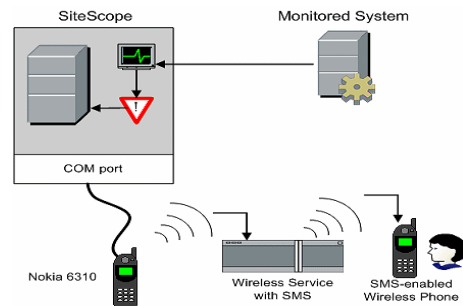 SiteScope
Monitored System
!
COM port
Nokia 6310
Wireless Service
with SMS
SMS-enabled
Wireless Phone